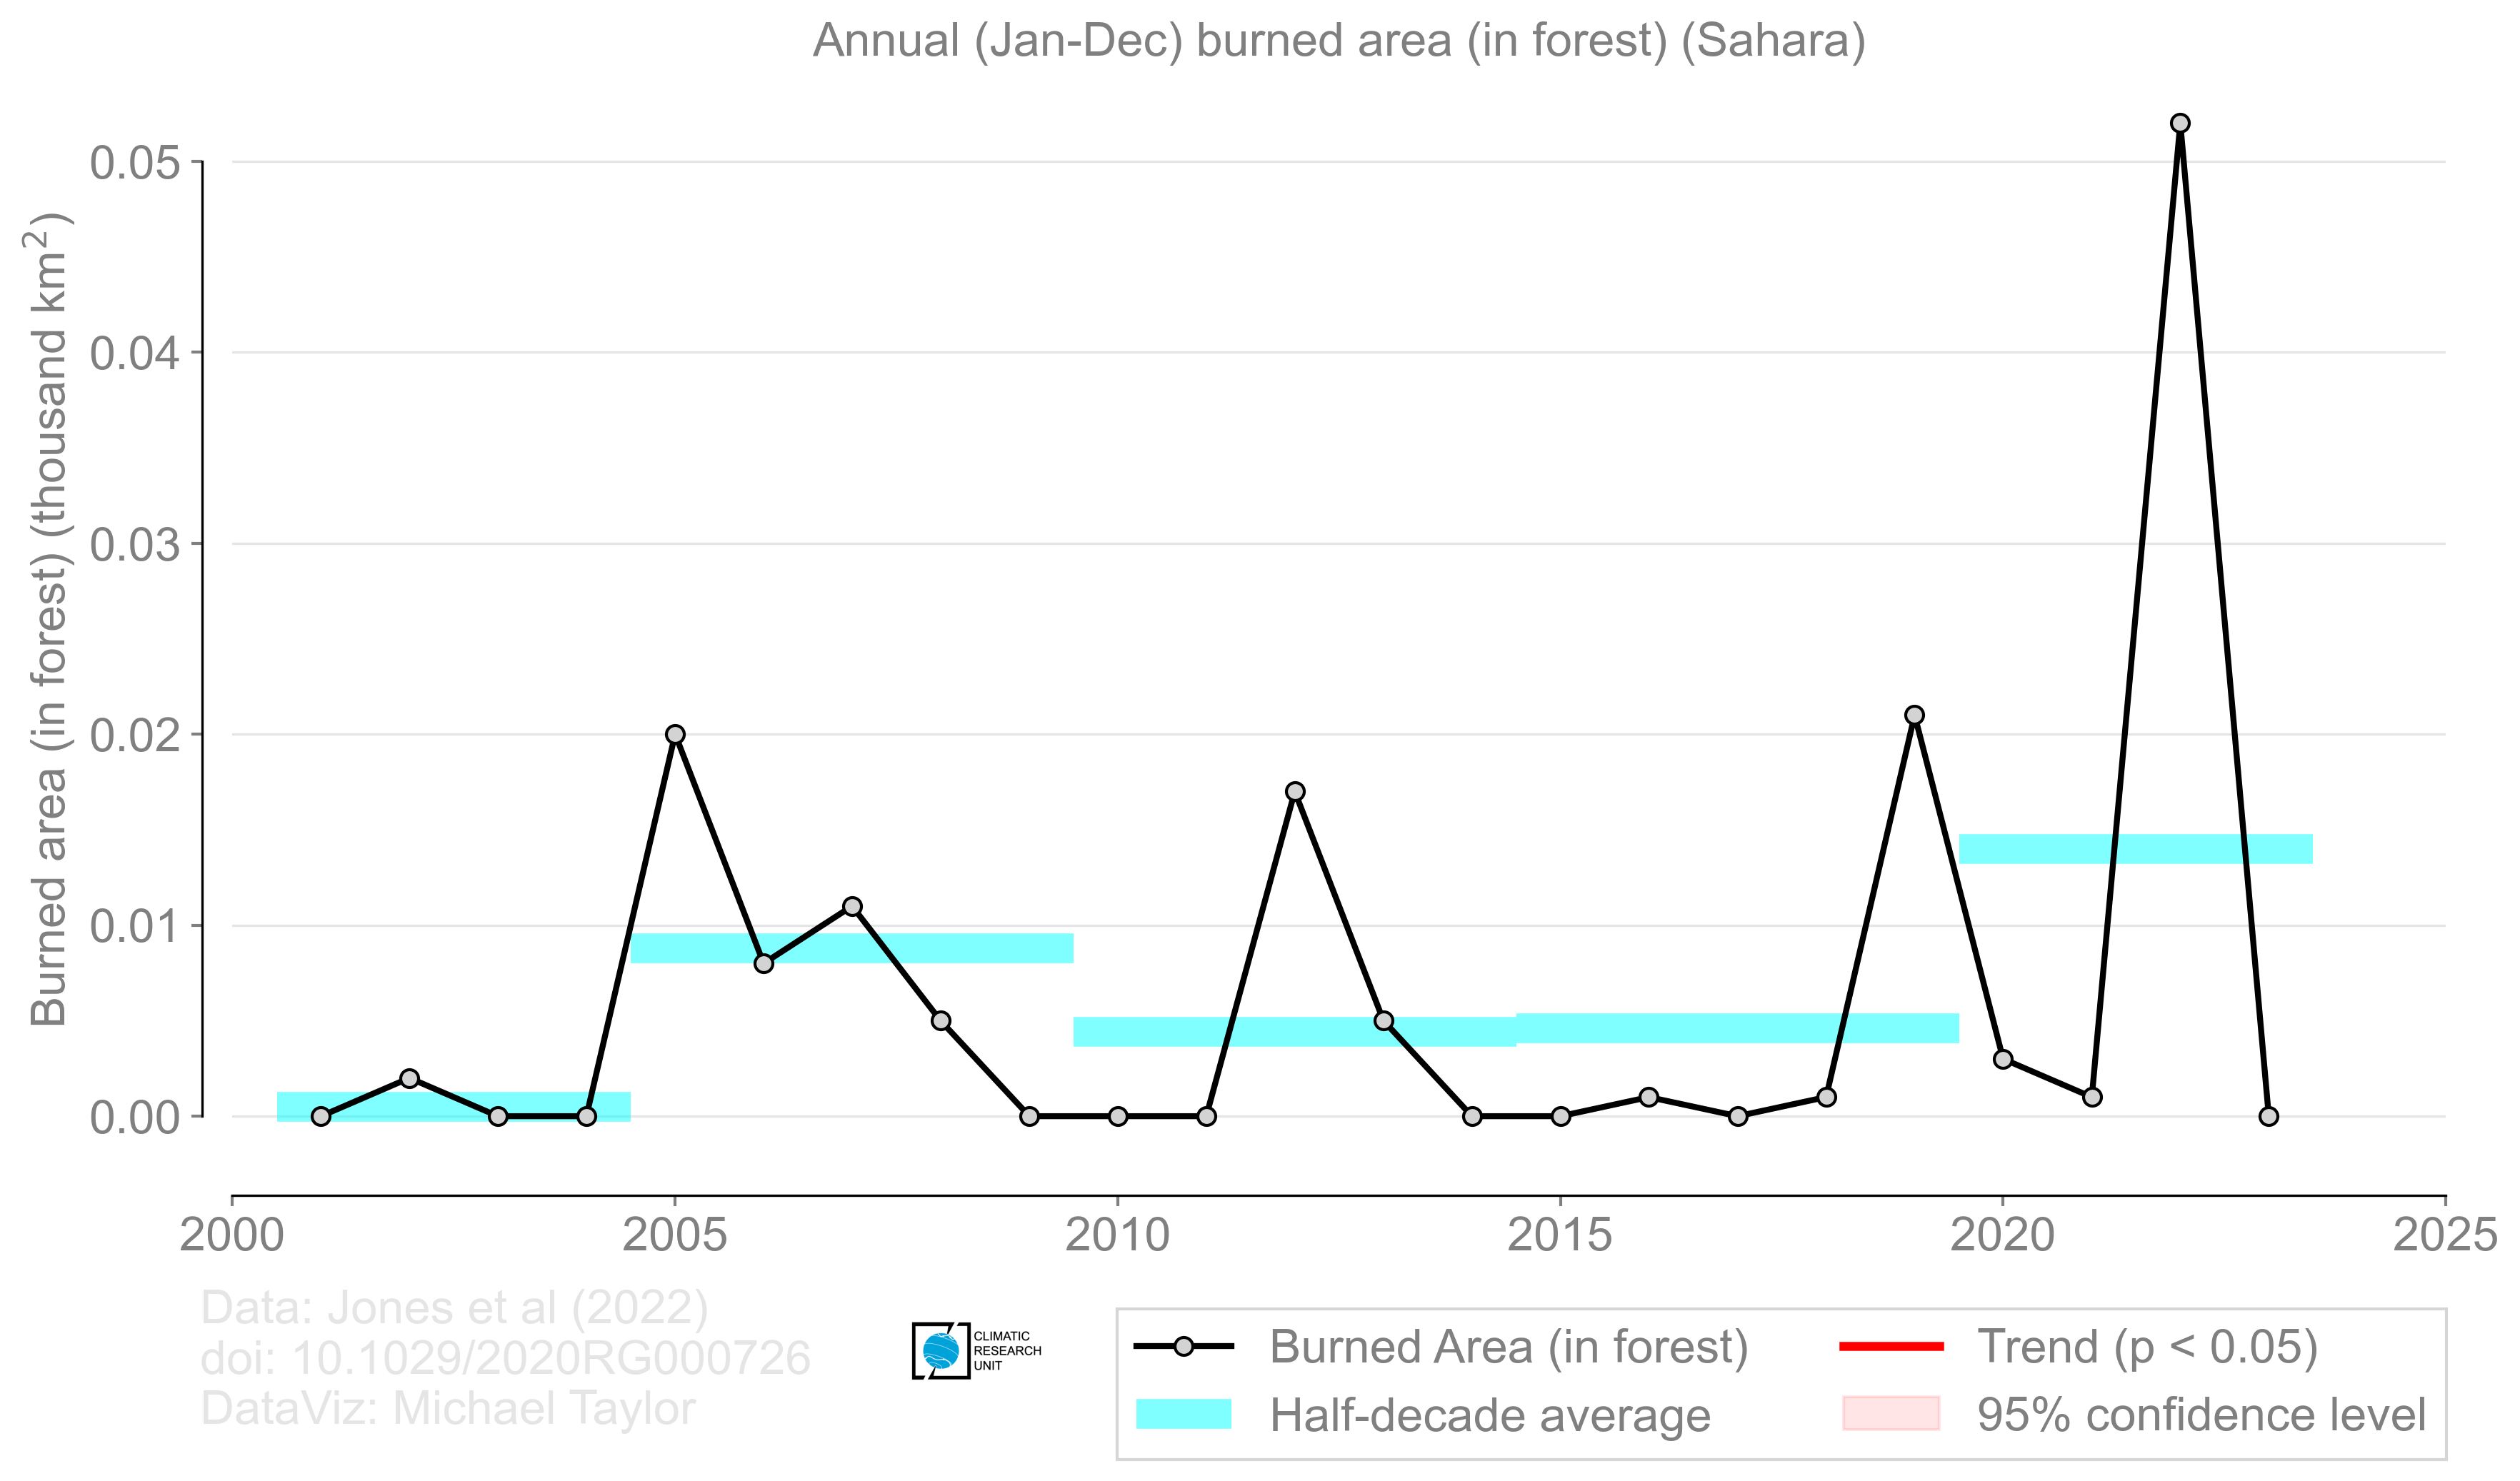 Annual (Jan-Dec) burned area (in forest) (Sahara)
Burned area (in forest) (thousand km²)
0.05
0.04
0.03
0.02
0.01
0.00
2000 2005 2010 2015 2020 2025
Data: Jones et al (2022)
doi: 10.1029/2020RG000726
DataViz: Michael Taylor
CLIMATIC
RESEARCH
UNIT
Burned Area (in forest)
Half-decade average
Trend (p < 0.05)
95% confidence level